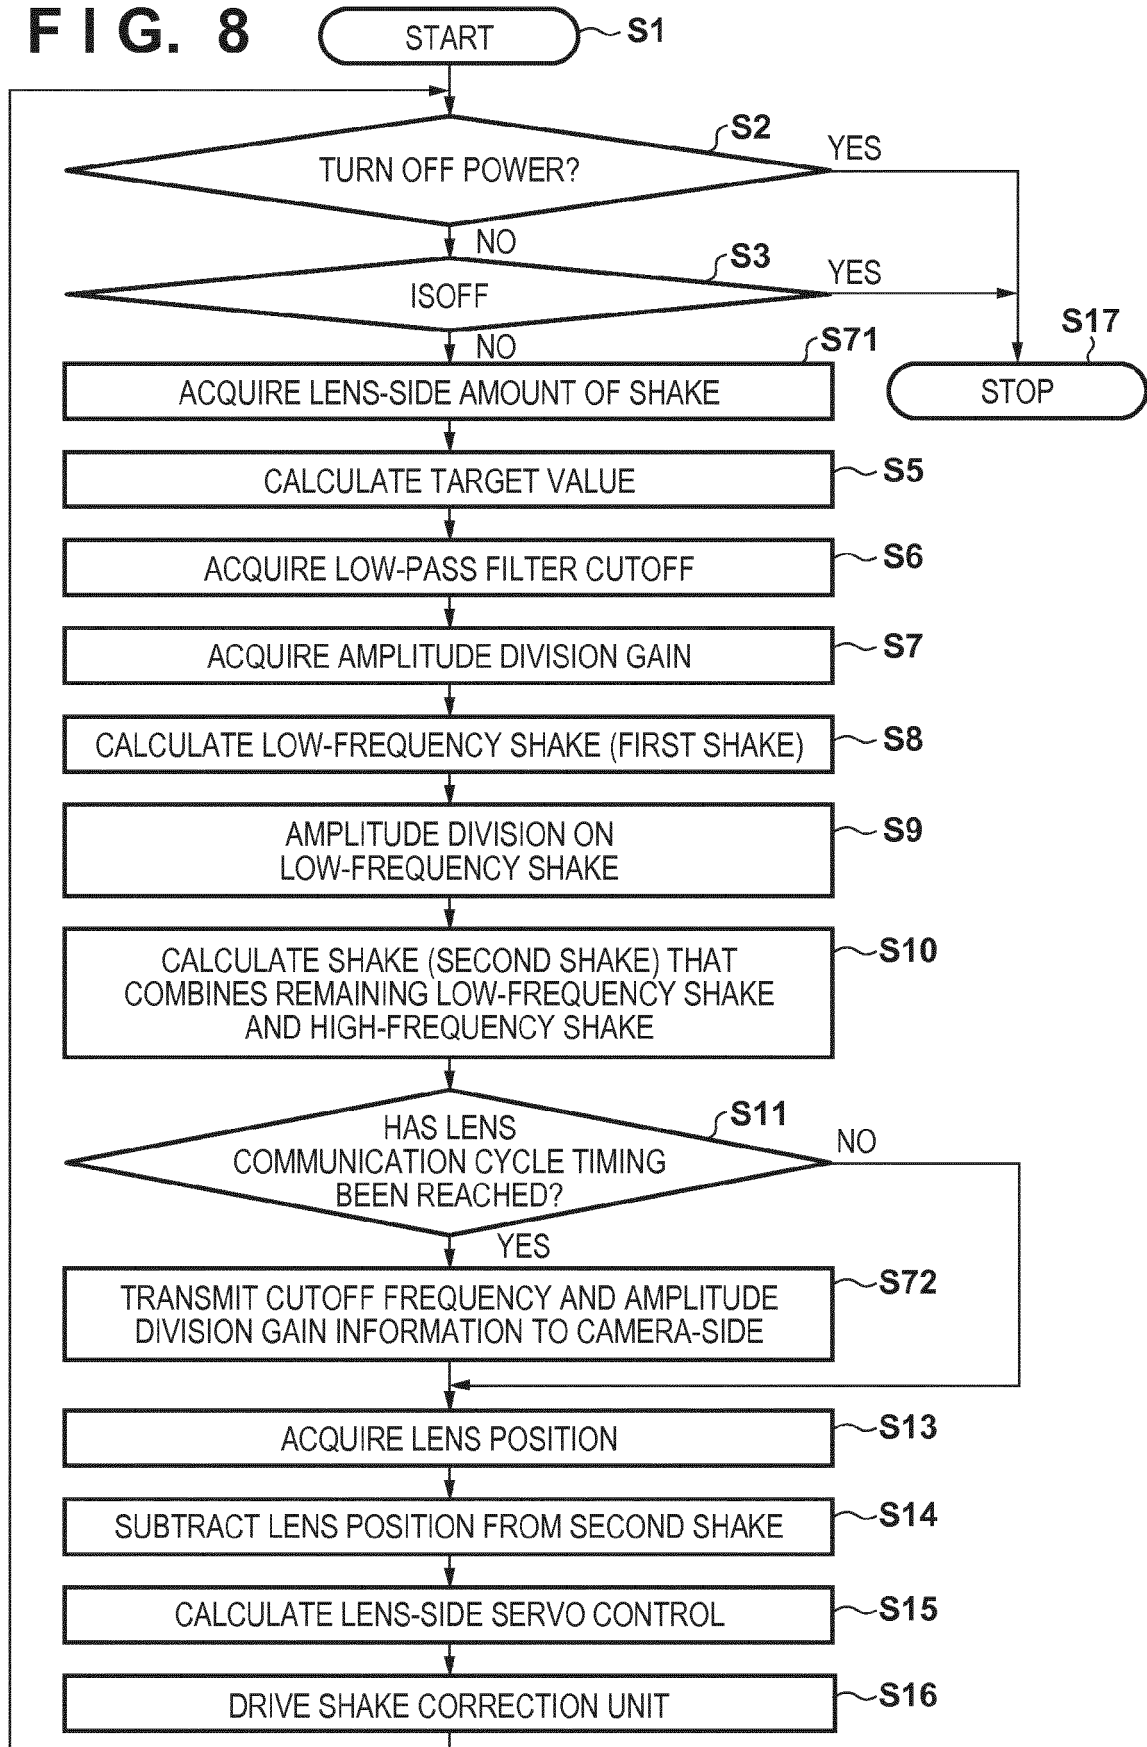 FIG. 8
START
S1
S2
TURN OFF POWER?
YES
NO
S3
ISOFF
YES
NO
S71
S17
ACQUIRE LENS-SIDE AMOUNT OF SHAKE
STOP
CALCULATE TARGET VALUE
S5
ACQUIRE LOW-PASS FILTER CUTOFF
S6
ACQUIRE AMPLITUDE DIVISION GAIN
S7
CALCULATE LOW-FREQUENCY SHAKE (FIRST SHAKE)
S8
AMPLITUDE DIVISION ON
LOW-FREQUENCY SHAKE
S9
CALCULATE SHAKE (SECOND SHAKE) THAT
COMBINES REMAINING LOW-FREQUENCY SHAKE
AND HIGH-FREQUENCY SHAKE
S10
HAS LENS
COMMUNICATION CYCLE TIMING
BEEN REACHED?
S11
NO
YES
TRANSMIT CUTOFF FREQUENCY AND AMPLITUDE
DIVISION GAIN INFORMATION TO CAMERA-SIDE
S72
ACQUIRE LENS POSITION
S13
SUBTRACT LENS POSITION FROM SECOND SHAKE
S14
CALCULATE LENS-SIDE SERVO CONTROL
S15
DRIVE SHAKE CORRECTION UNIT
S16